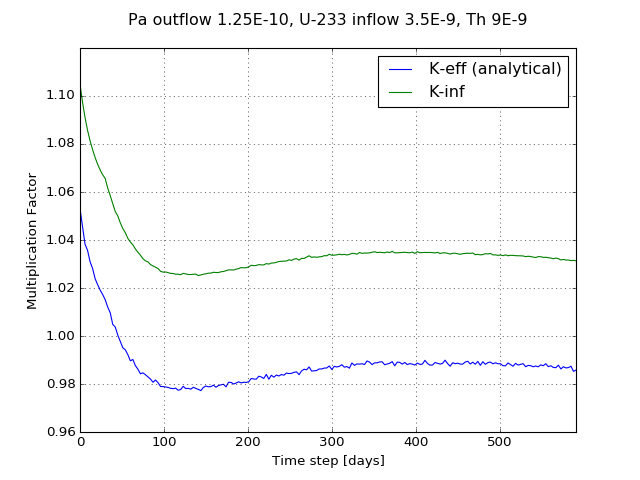 Pa outflow 1.25E-10, U-233 inflow 3.5E-9, Th 9E-9
K-eff (analytical)
K-inf
1.10
1.08
1.06
1.04
1.02
1.00
0.98
0.96
Multiplication Factor
0 100 200 300 400 500
Time step [days]